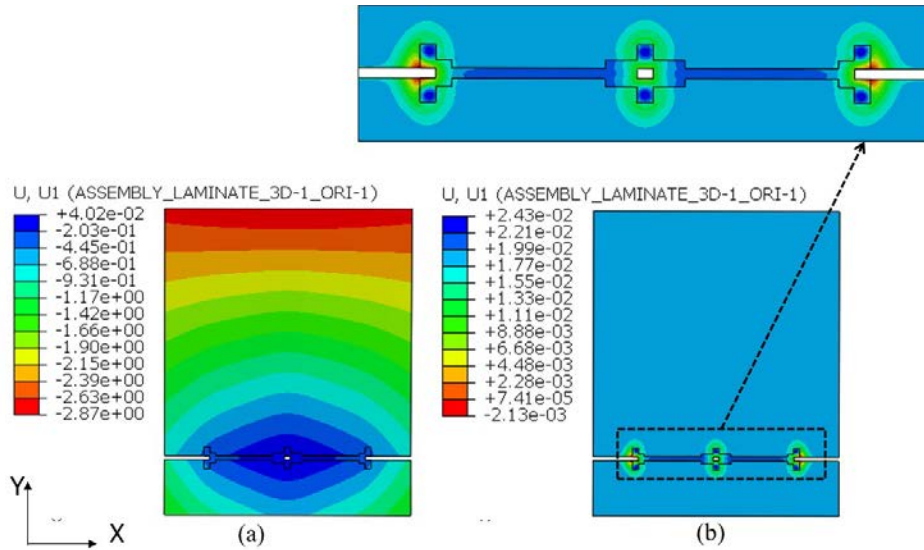 U, U1 (ASSEMBLY_LAMINATE_3D-1_ORI-1)
+4.02e-02
-2.03e-01
-4.45e-01
-6.88e-01
-9.31e-01
-1.17e+00
-1.42e+00
-1.66e+00
-1.90e+00
-2.15e+00
-2.39e+00
-2.63e+00
-2.87e+00
U, U1 (ASSEMBLY_LAMINATE_3D-1_ORI-1)
+2.43e-02
+2.21e-02
+1.99e-02
+1.77e-02
+1.55e-02
+1.33e-02
+1.11e-02
+8.88e-03
+6.68e-03
+4.48e-03
+2.28e-03
+7.41e-05
-2.13e-03
Y
X
(a)
(b)